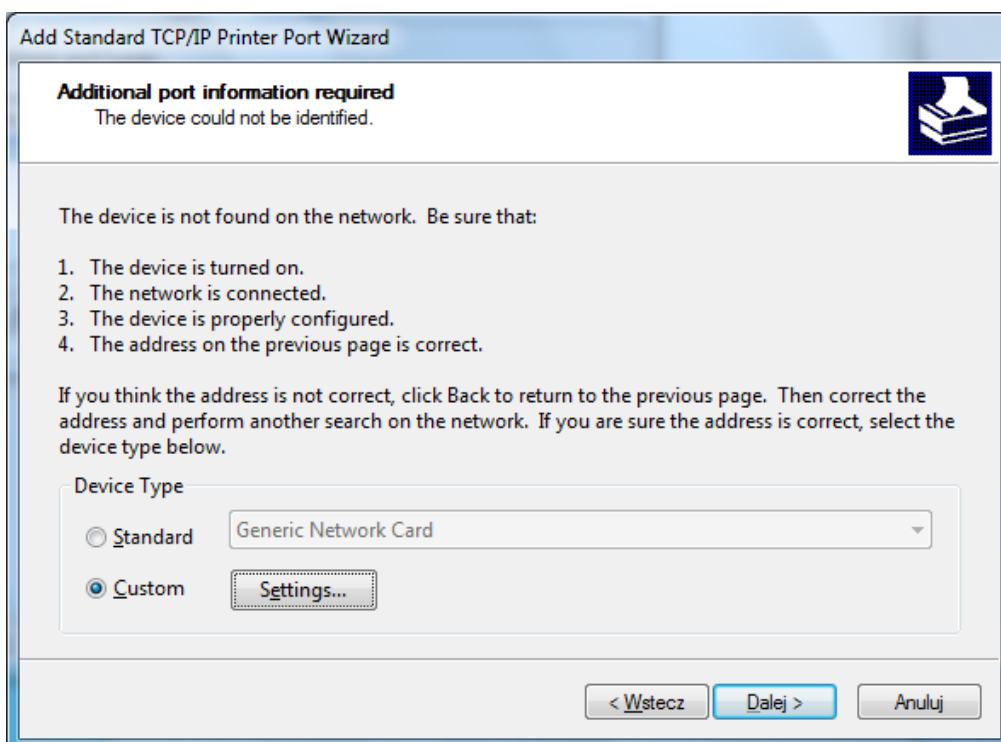 Add Standard TCP/IP Printer Port Wizard
Additional port information required
The device could not be identified.
The device is not found on the network.  Be sure that:
1.  The device is turned on.
2.  The network is connected.
3.  The device is properly configured.
4.  The address on the previous page is correct.
If you think the address is not correct, click Back to return to the previous page.  Then correct the
address and perform another search on the network.  If you are sure the address is correct, select the
device type below.
Device Type
Standard
Generic Network Card
Custom
Settings...
< Wstecz
Dalej >
Anuluj